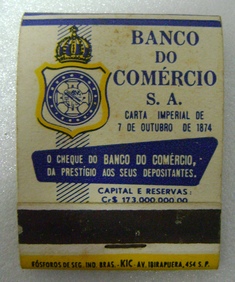 BANCO
DO
COMÉRCIO
S. A.
CARTA IMPERIAL DE
7 DE OUTUBRO DE 1874
O CHEQUE DO BANCO DO COMÉRCIO,
DA PRESTÍGIO AOS SEUS DEPOSITANTES.
CAPITAL E RESERVAS:
Cr$ 173.000.000,00
FÓSFOROS DE SEG. IND. BRAS. - KIC - AV. IBIRAPUERA, 454 S. P.